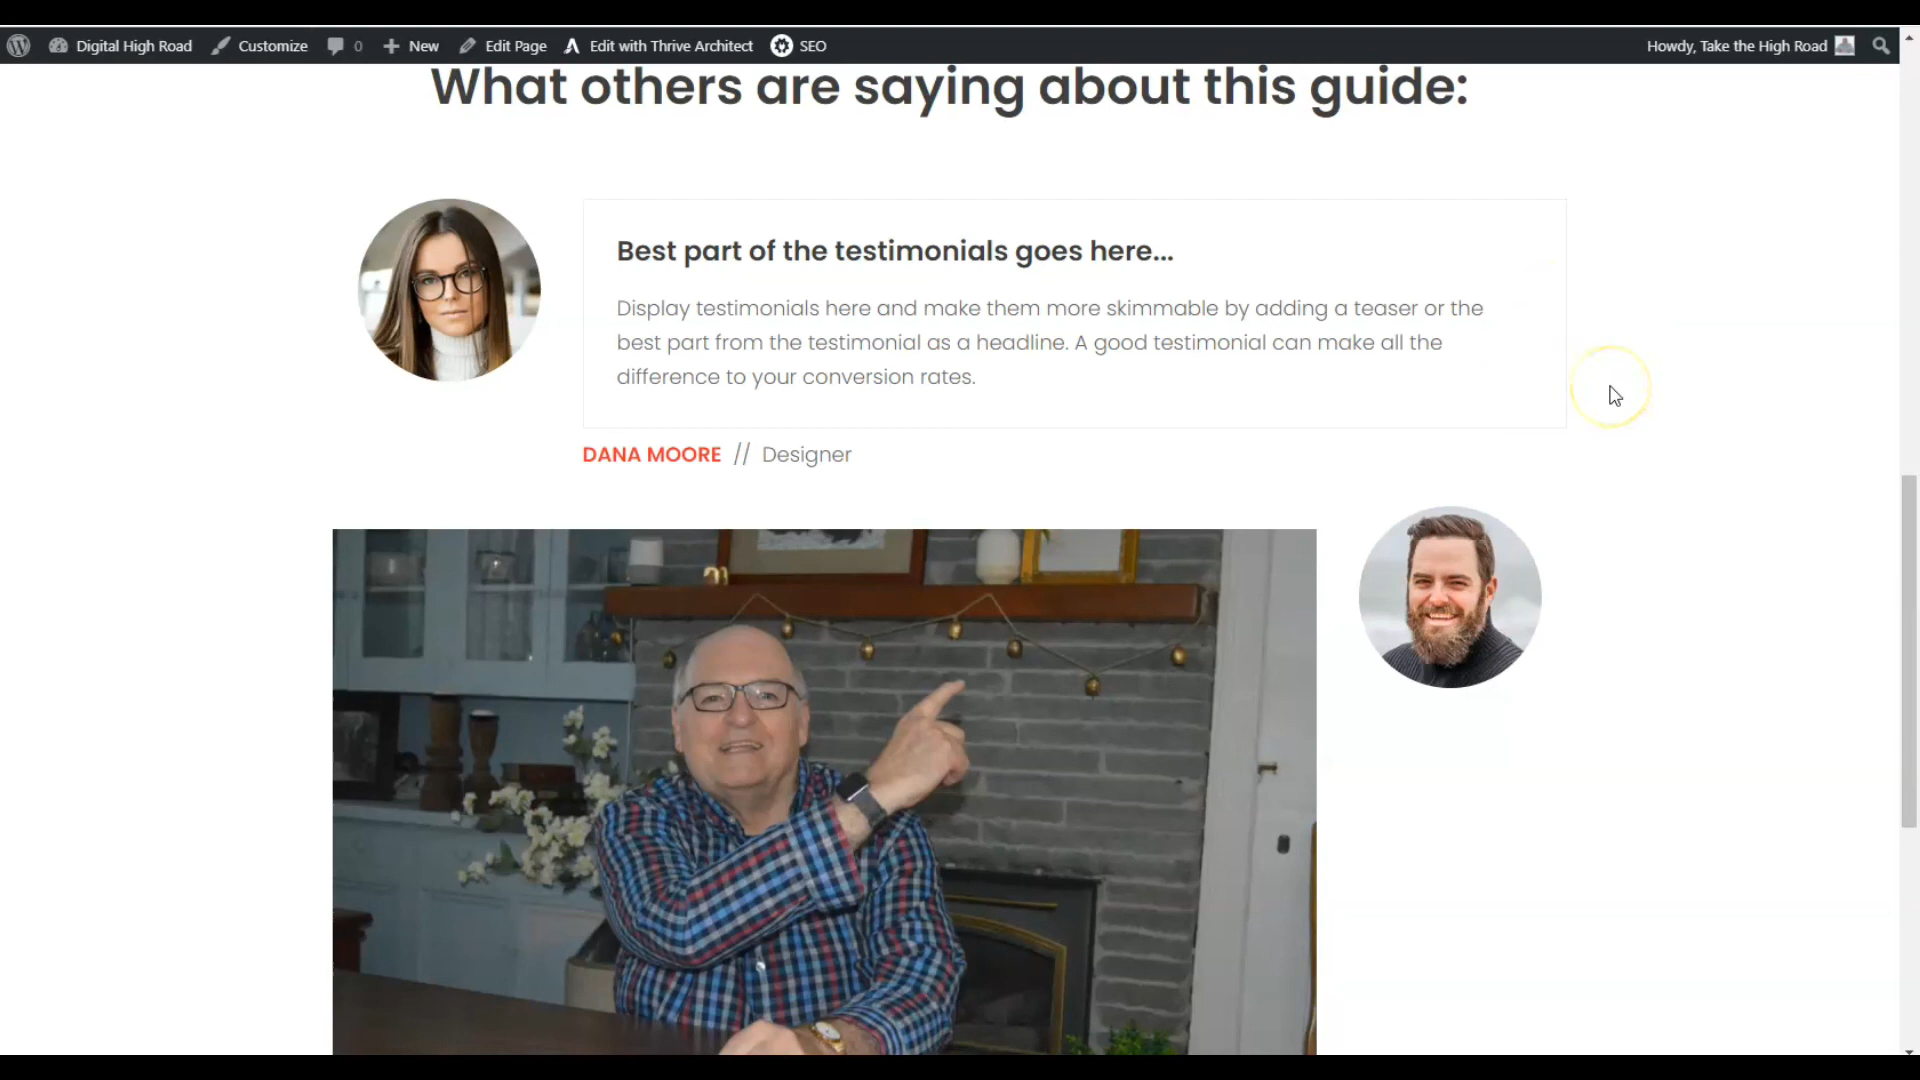 Digital High Road Customize 0 New Edit Page Edit with Thrive Architect SEO Howdy, Take the High Road
What others are saying about this guide:
Best part of the testimonials goes here...
Display testimonials here and make them more skimmable by adding a teaser or the
best part from the testimonial as a headline. A good testimonial can make all the
difference to your conversion rates.
DANA MOORE // Designer